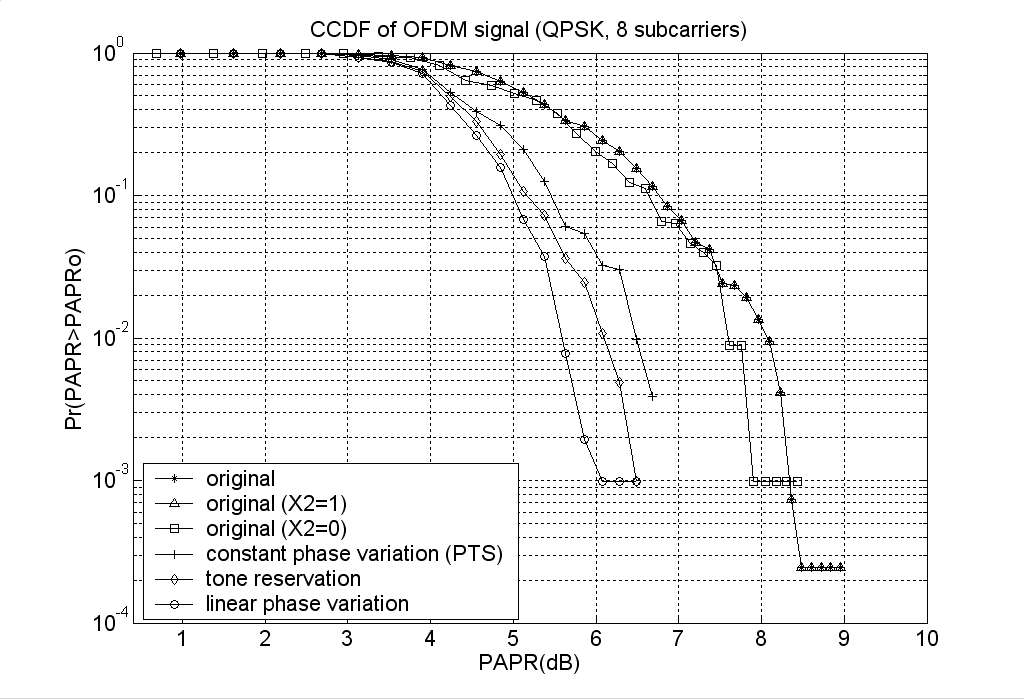 CCDF of OFDM signal (QPSK, 8 subcarriers)
10^0
10^-1
10^-2
10^-3
10^-4
Pr(PAPR>PAPRo)
original
original (X2=1)
original (X2=0)
constant phase variation (PTS)
tone reservation
linear phase variation
1 2 3 4 5 6 7 8 9 10
PAPR(dB)